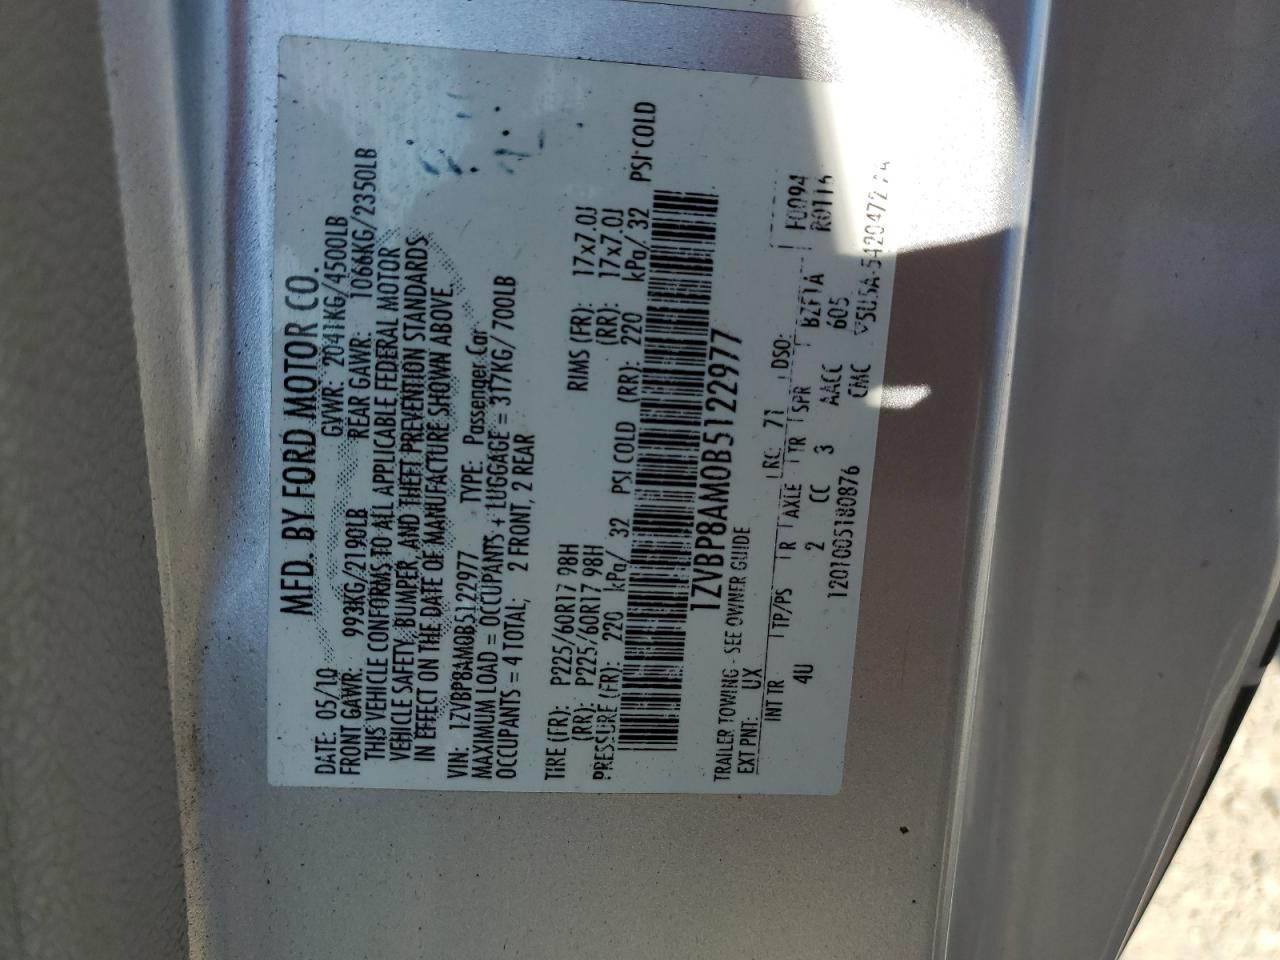 MFD. BY FORD MOTOR CO.
DATE: 05/10 GVWR: 2041KG/4500LB
FRONT GAWR: 993KG/2190LB REAR GAWR: 1066KG/2350LB
THIS VEHICLE CONFORMS TO ALL APPLICABLE FEDERAL MOTOR
VEHICLE SAFETY, BUMPER, AND THEFT PREVENTION STANDARDS
IN EFFECT ON THE DATE OF MANUFACTURE SHOWN ABOVE.
VIN: 1ZVBP8AM0B5122977 TYPE: Passenger Car
MAXIMUM LOAD = OCCUPANTS + LUGGAGE = 317KG/700LB
OCCUPANTS = 4 TOTAL, 2 FRONT, 2 REAR
TIRE (FR): P225/60R17 98H RIMS (FR): 17x7.0J
(RR): P225/60R17 98H (RR): 17x7.0J
PRESSURE (FR): 220 kPa/ 32 PSI COLD (RR): 220 kPa/ 32 PSI COLD
1ZVBP8AM0B5122977
TRAILER TOWING - SEE OWNER GUIDE
EXT PNT: UX RC: 71 DSO:
INT TR TP/PS R AXLE TR SPR BZF1A F0094
4U 2 CC 3 AACC 605
1201005180876 CMC